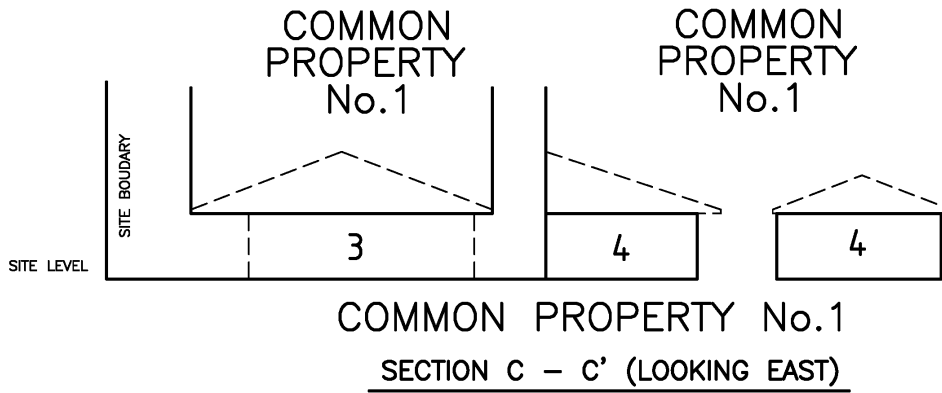 COMMON
PROPERTY
No.1
COMMON
PROPERTY
No.1
SITE BOUDARY
SITE LEVEL
3
4
4
COMMON PROPERTY No.1
SECTION C – C' (LOOKING EAST)